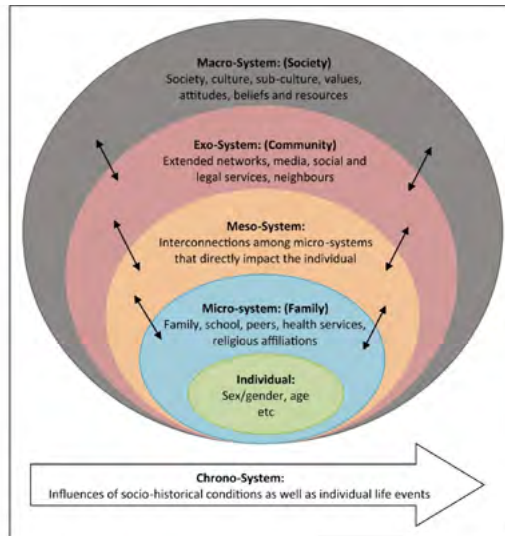 Macro-System: (Society)
Society, culture, sub-culture, values,
attitudes, beliefs and resources
Exo-System: (Community)
Extended networks, media, social and
legal services, neighbours
Meso-System:
Interconnections among micro-systems
that directly impact the individual
Micro-system: (Family)
Family, school, peers, health services,
religious affiliations
Individual:
Sex/gender, age
etc
Chrono-System:
Influences of socio-historical conditions as well as individual life events